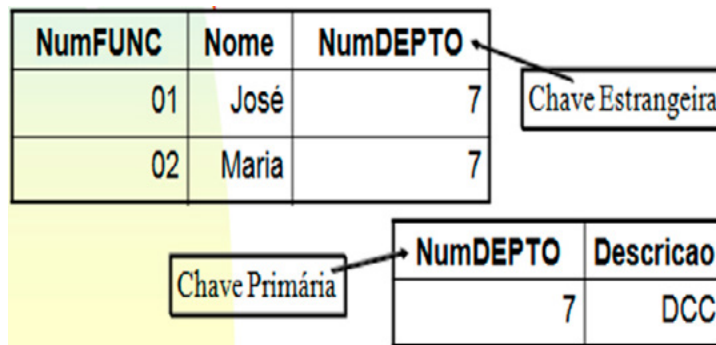 NumFUNC Nome NumDEPTO
01 José 7
Chave Estrangeira
02 Maria 7
NumDEPTO Descricao
Chave Primária
7 DCC